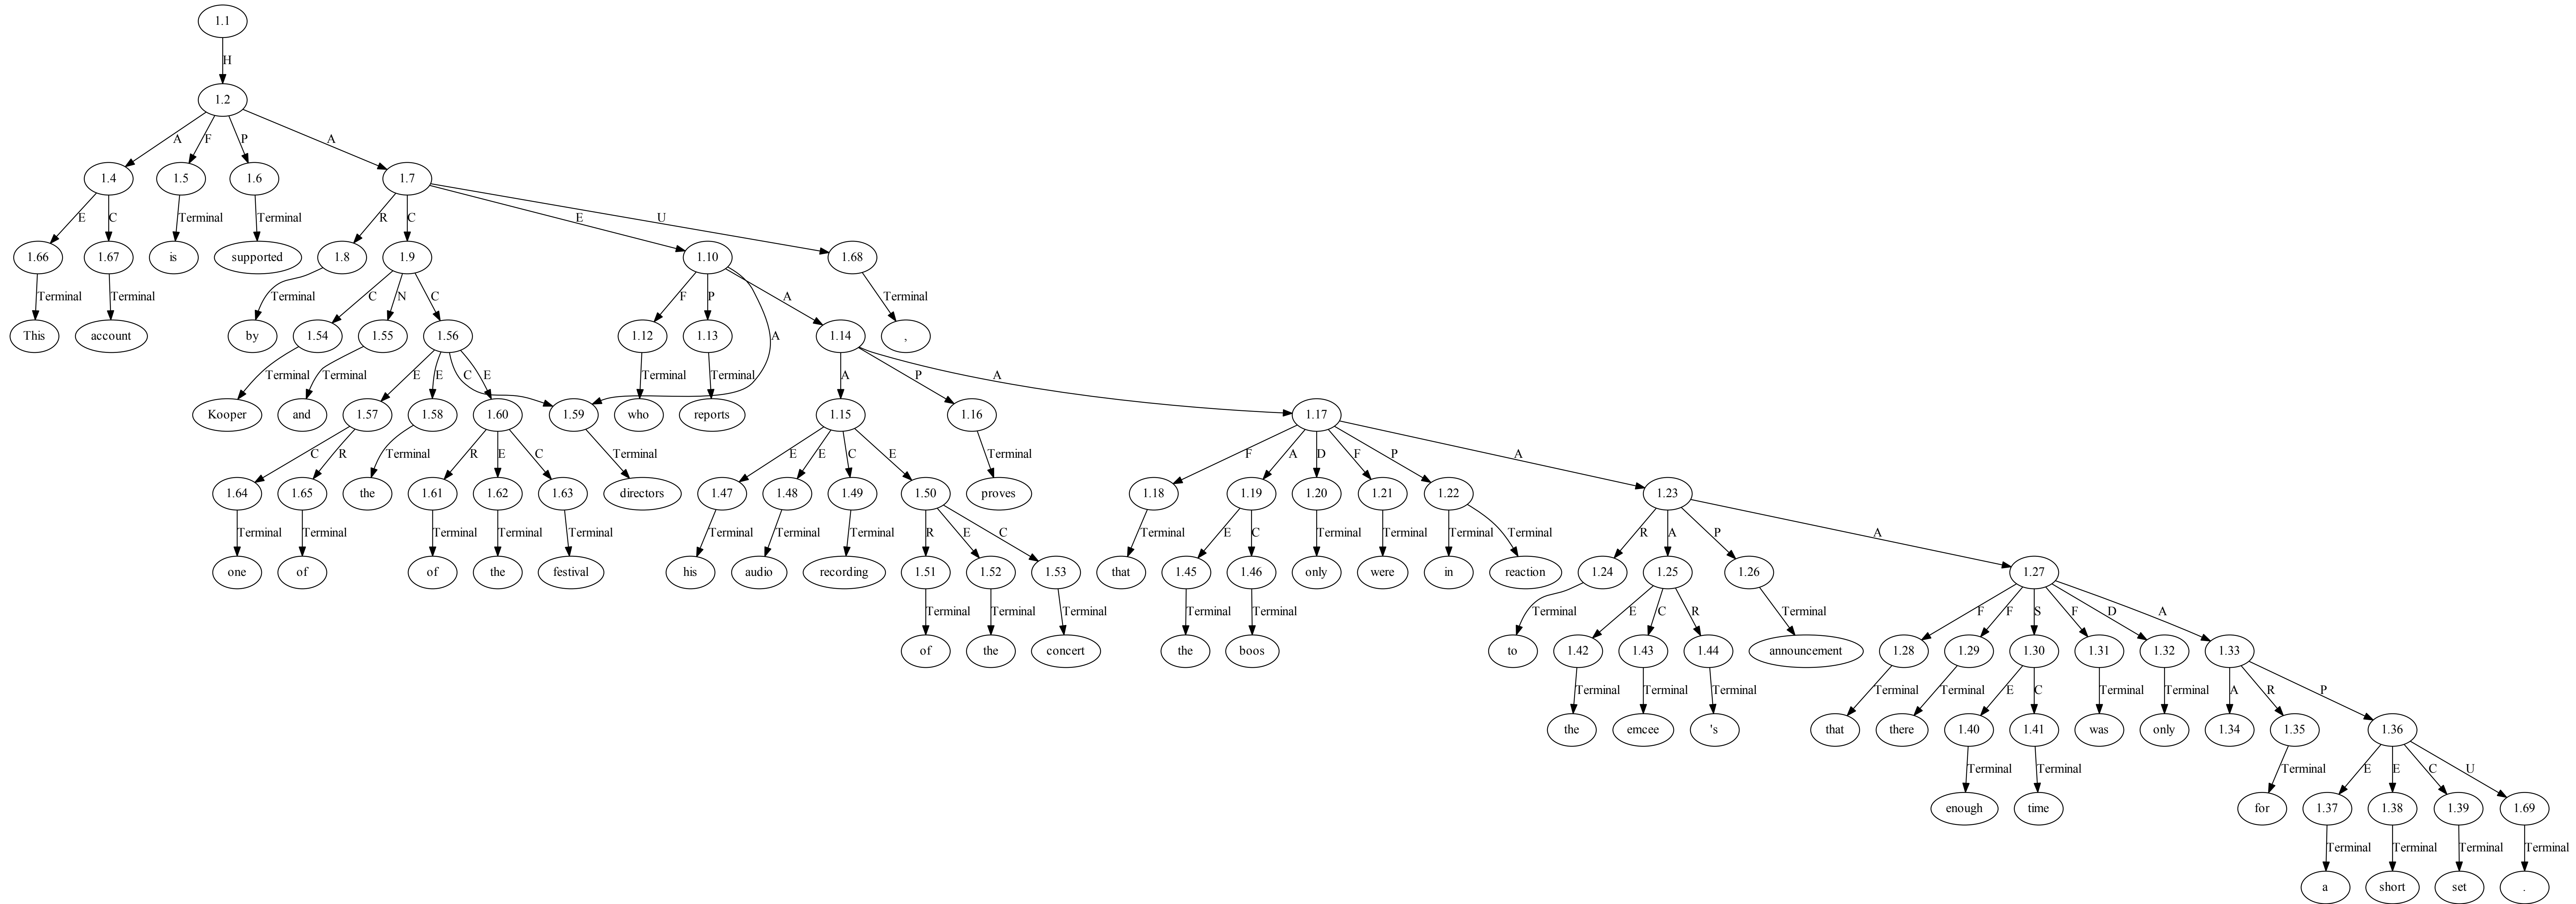 1.1
H
1.2
A F P A
1.4 1.5 1.6 1.7
E C Terminal Terminal R C E U
1.66 1.67 is supported 1.8 1.9 1.10 1.68
Terminal Terminal Terminal C N C F P A Terminal
This account by 1.54 1.55 1.56 1.12 1.13 1.14 ,
A
Terminal Terminal E E C E Terminal Terminal A P A
Kooper and 1.57 1.58 1.60 1.59 who reports 1.15 1.16 1.17
C R Terminal R E C Terminal E E C E Terminal F A D F P A
1.64 1.65 the 1.61 1.62 1.63 directors 1.47 1.48 1.49 1.50 proves 1.18 1.19 1.20 1.21 1.22 1.23
Terminal Terminal Terminal Terminal Terminal Terminal Terminal Terminal R E C Terminal E C Terminal Terminal Terminal Terminal R A P A
one of of the festival his audio recording 1.51 1.52 1.53 that 1.45 1.46 only were in reaction 1.24 1.25 1.26 1.27
Terminal Terminal Terminal Terminal Terminal Terminal E C R Terminal F F S F D A
of the concert the boos to 1.42 1.43 1.44 announcement 1.28 1.29 1.30 1.31 1.32 1.33
Terminal Terminal Terminal Terminal Terminal E C Terminal Terminal A R P
the emcee 's that there 1.40 1.41 was only 1.34 1.35 1.36
Terminal Terminal Terminal E E C U
enough time for 1.37 1.38 1.39 1.69
Terminal Terminal Terminal Terminal
a short set .